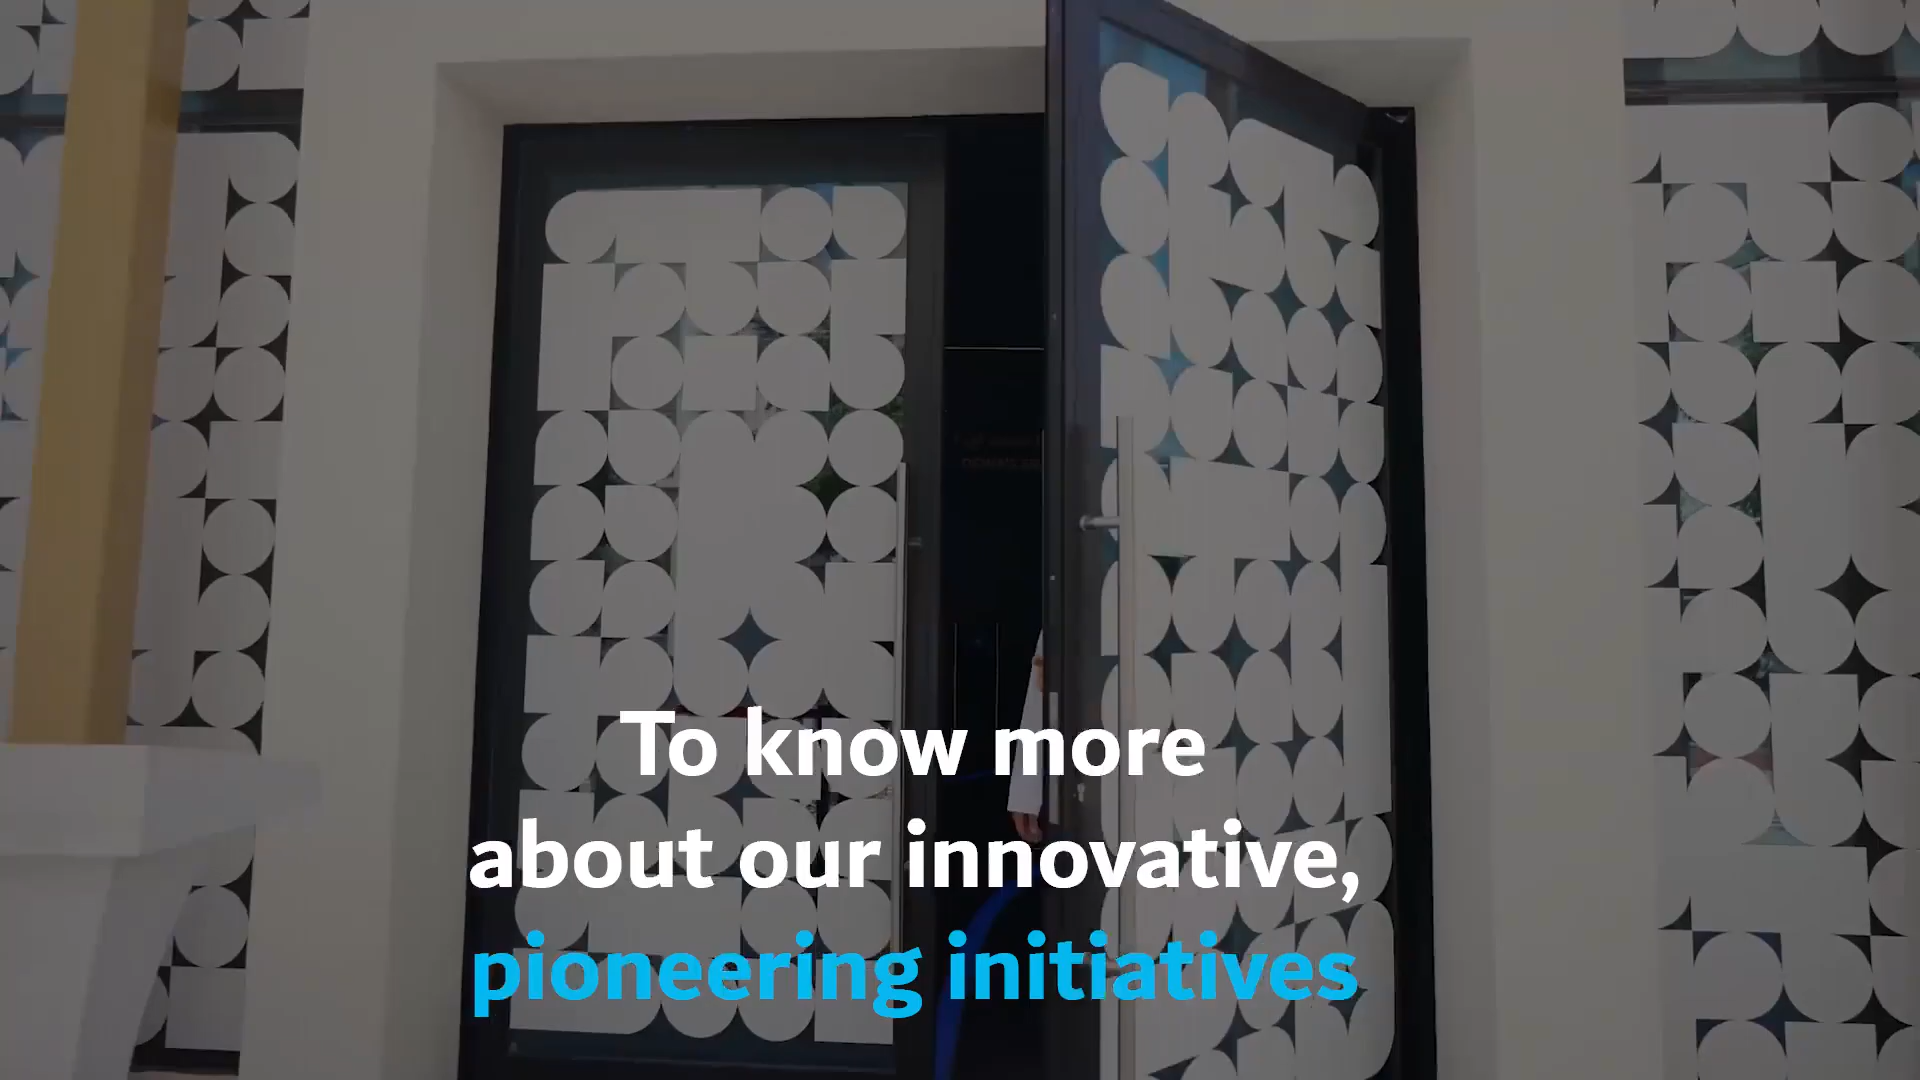 To know more
about our innovative,
pioneering initiatives